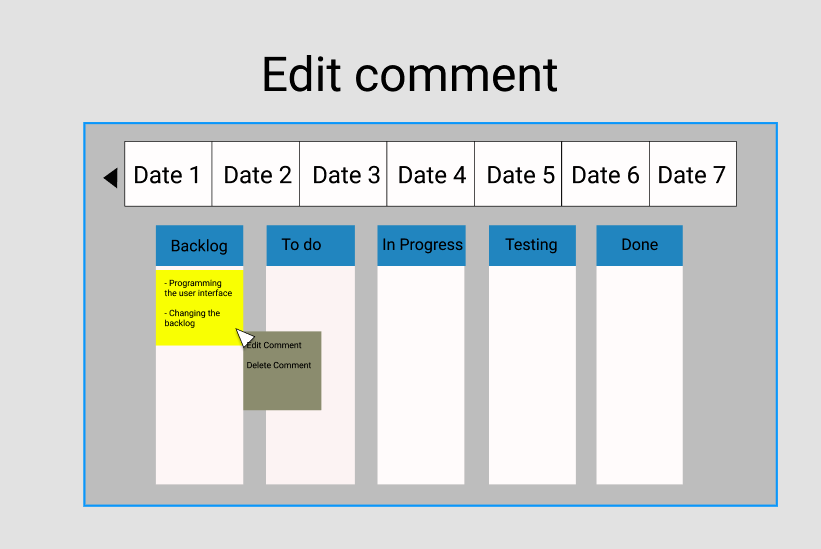 Edit comment
Date 1 Date 2 Date 3 Date 4 Date 5 Date 6 Date 7
Backlog To do In Progress Testing Done
- Programming
the user interface
- Changing the
backlog
Edit Comment
Delete Comment